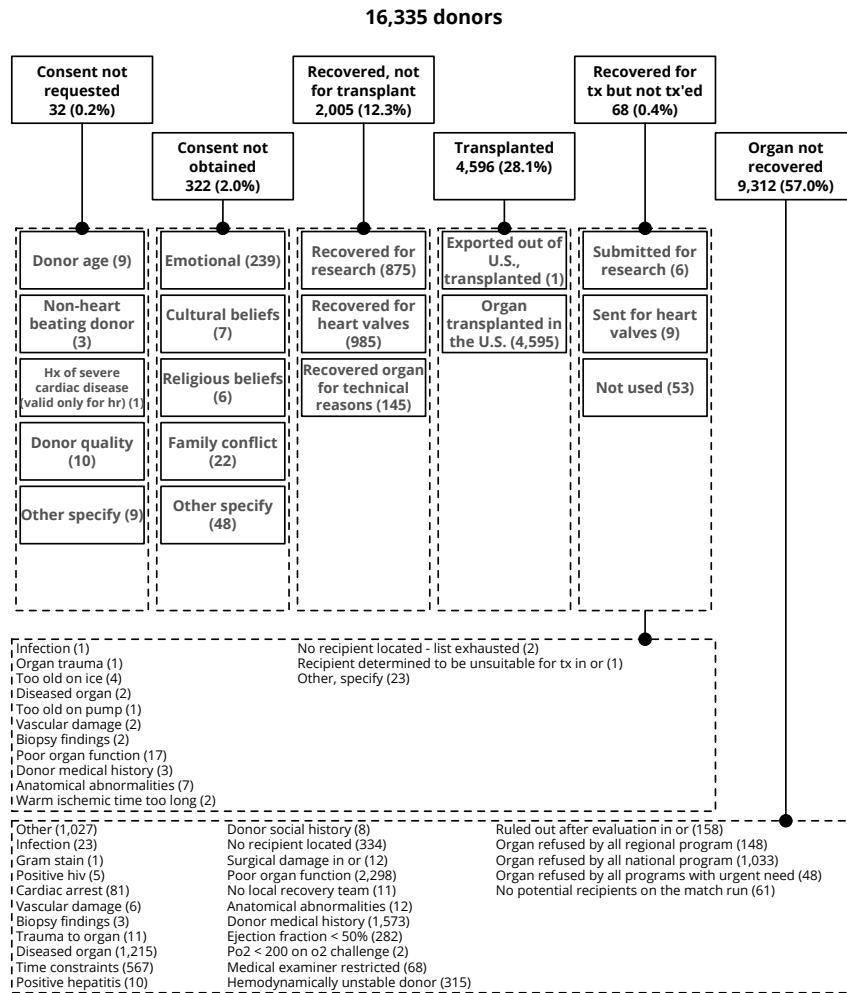 16,335 donors
Consent not
requested
32 (0.2%)
Recovered, not
for transplant
2,005 (12.3%)
Recovered for
tx but not tx'ed
68 (0.4%)
Consent not
obtained
322 (2.0%)
Transplanted
4,596 (28.1%)
Organ not
recovered
9,312 (57.0%)
Donor age (9)
Non-heart
beating donor
(3)
Hx of severe
cardiac disease
(valid only for hr) (1)
Donor quality
(10)
Other specify (9)
Emotional (239)
Cultural beliefs
(7)
Religious beliefs
(6)
Family conflict
(22)
Other specify
(48)
Recovered for
research (875)
Recovered for
heart valves
(985)
Recovered organ
for technical
reasons (145)
Exported out of
U.S.,
transplanted (1)
Organ
transplanted in
the U.S. (4,595)
Submitted for
research (6)
Sent for heart
valves (9)
Not used (53)
Infection (1)
Organ trauma (1)
Too old on ice (4)
Diseased organ (2)
Too old on pump (1)
Vascular damage (2)
Biopsy findings (2)
Poor organ function (17)
Donor medical history (3)
Anatomical abnormalities (7)
Warm ischemic time too long (2)
No recipient located - list exhausted (2)
Recipient determined to be unsuitable for tx in or (1)
Other, specify (23)
Other (1,027)
Infection (23)
Gram stain (1)
Positive hiv (5)
Cardiac arrest (81)
Vascular damage (6)
Biopsy findings (3)
Trauma to organ (11)
Diseased organ (1,215)
Time constraints (567)
Positive hepatitis (10)
Donor social history (8)
No recipient located (334)
Surgical damage in or (12)
Poor organ function (2,298)
No local recovery team (11)
Anatomical abnormalities (12)
Donor medical history (1,573)
Ejection fraction < 50% (282)
Po2 < 200 on o2 challenge (2)
Medical examiner restricted (68)
Hemodynamically unstable donor (315)
Ruled out after evaluation in or (158)
Organ refused by all regional program (148)
Organ refused by all national program (1,033)
Organ refused by all programs with urgent need (48)
No potential recipients on the match run (61)